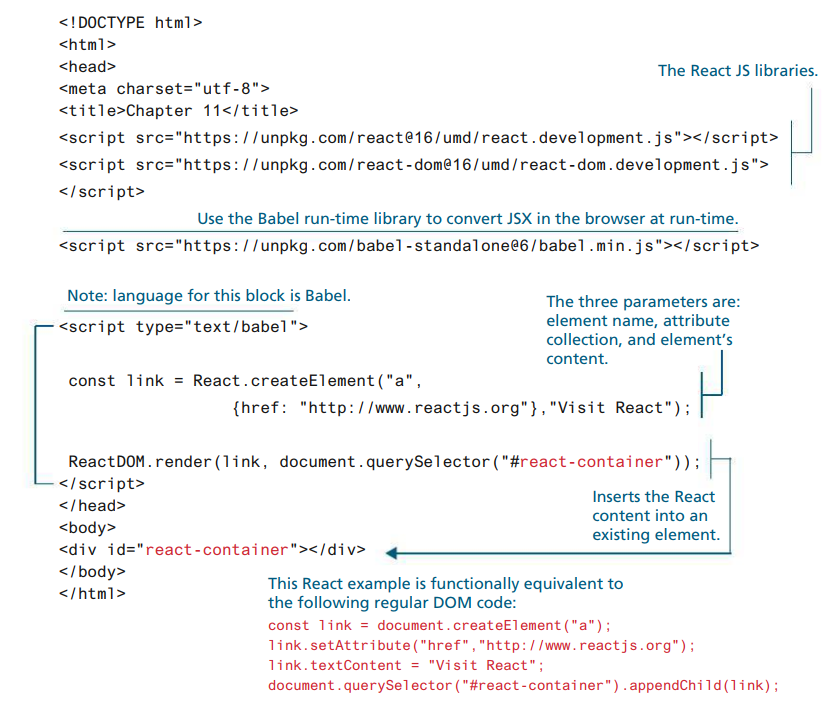 <!DOCTYPE html>
<html>
<head>
<meta charset="utf-8">
The React JS libraries.
<title>Chapter 11</title>
<script src="https://unpkg.com/react@16/umd/react.development.js"></script>
<script src="https://unpkg.com/react-dom@16/umd/react-dom.development.js">
</script>
Use the Babel run-time library to convert JSX in the browser at run-time.
<script src="https://unpkg.com/babel-standalone@6/babel.min.js"></script>
Note: language for this block is Babel.
<script type="text/babel">
The three parameters are:
element name, attribute
collection, and element's
content.
const link = React.createElement("a",
{href: "http://www.reactjs.org"},"Visit React");
ReactDOM.render(link, document.querySelector("#react-container"));
</script>
</head>
<body>
<div id="react-container"></div>
</body>
</html>
Inserts the React
content into an
existing element.
This React example is functionally equivalent to
the following regular DOM code:
const link = document.createElement("a");
link.setAttribute("href","http://www.reactjs.org");
link.textContent = "Visit React";
document.querySelector("#react-container").appendChild(link);